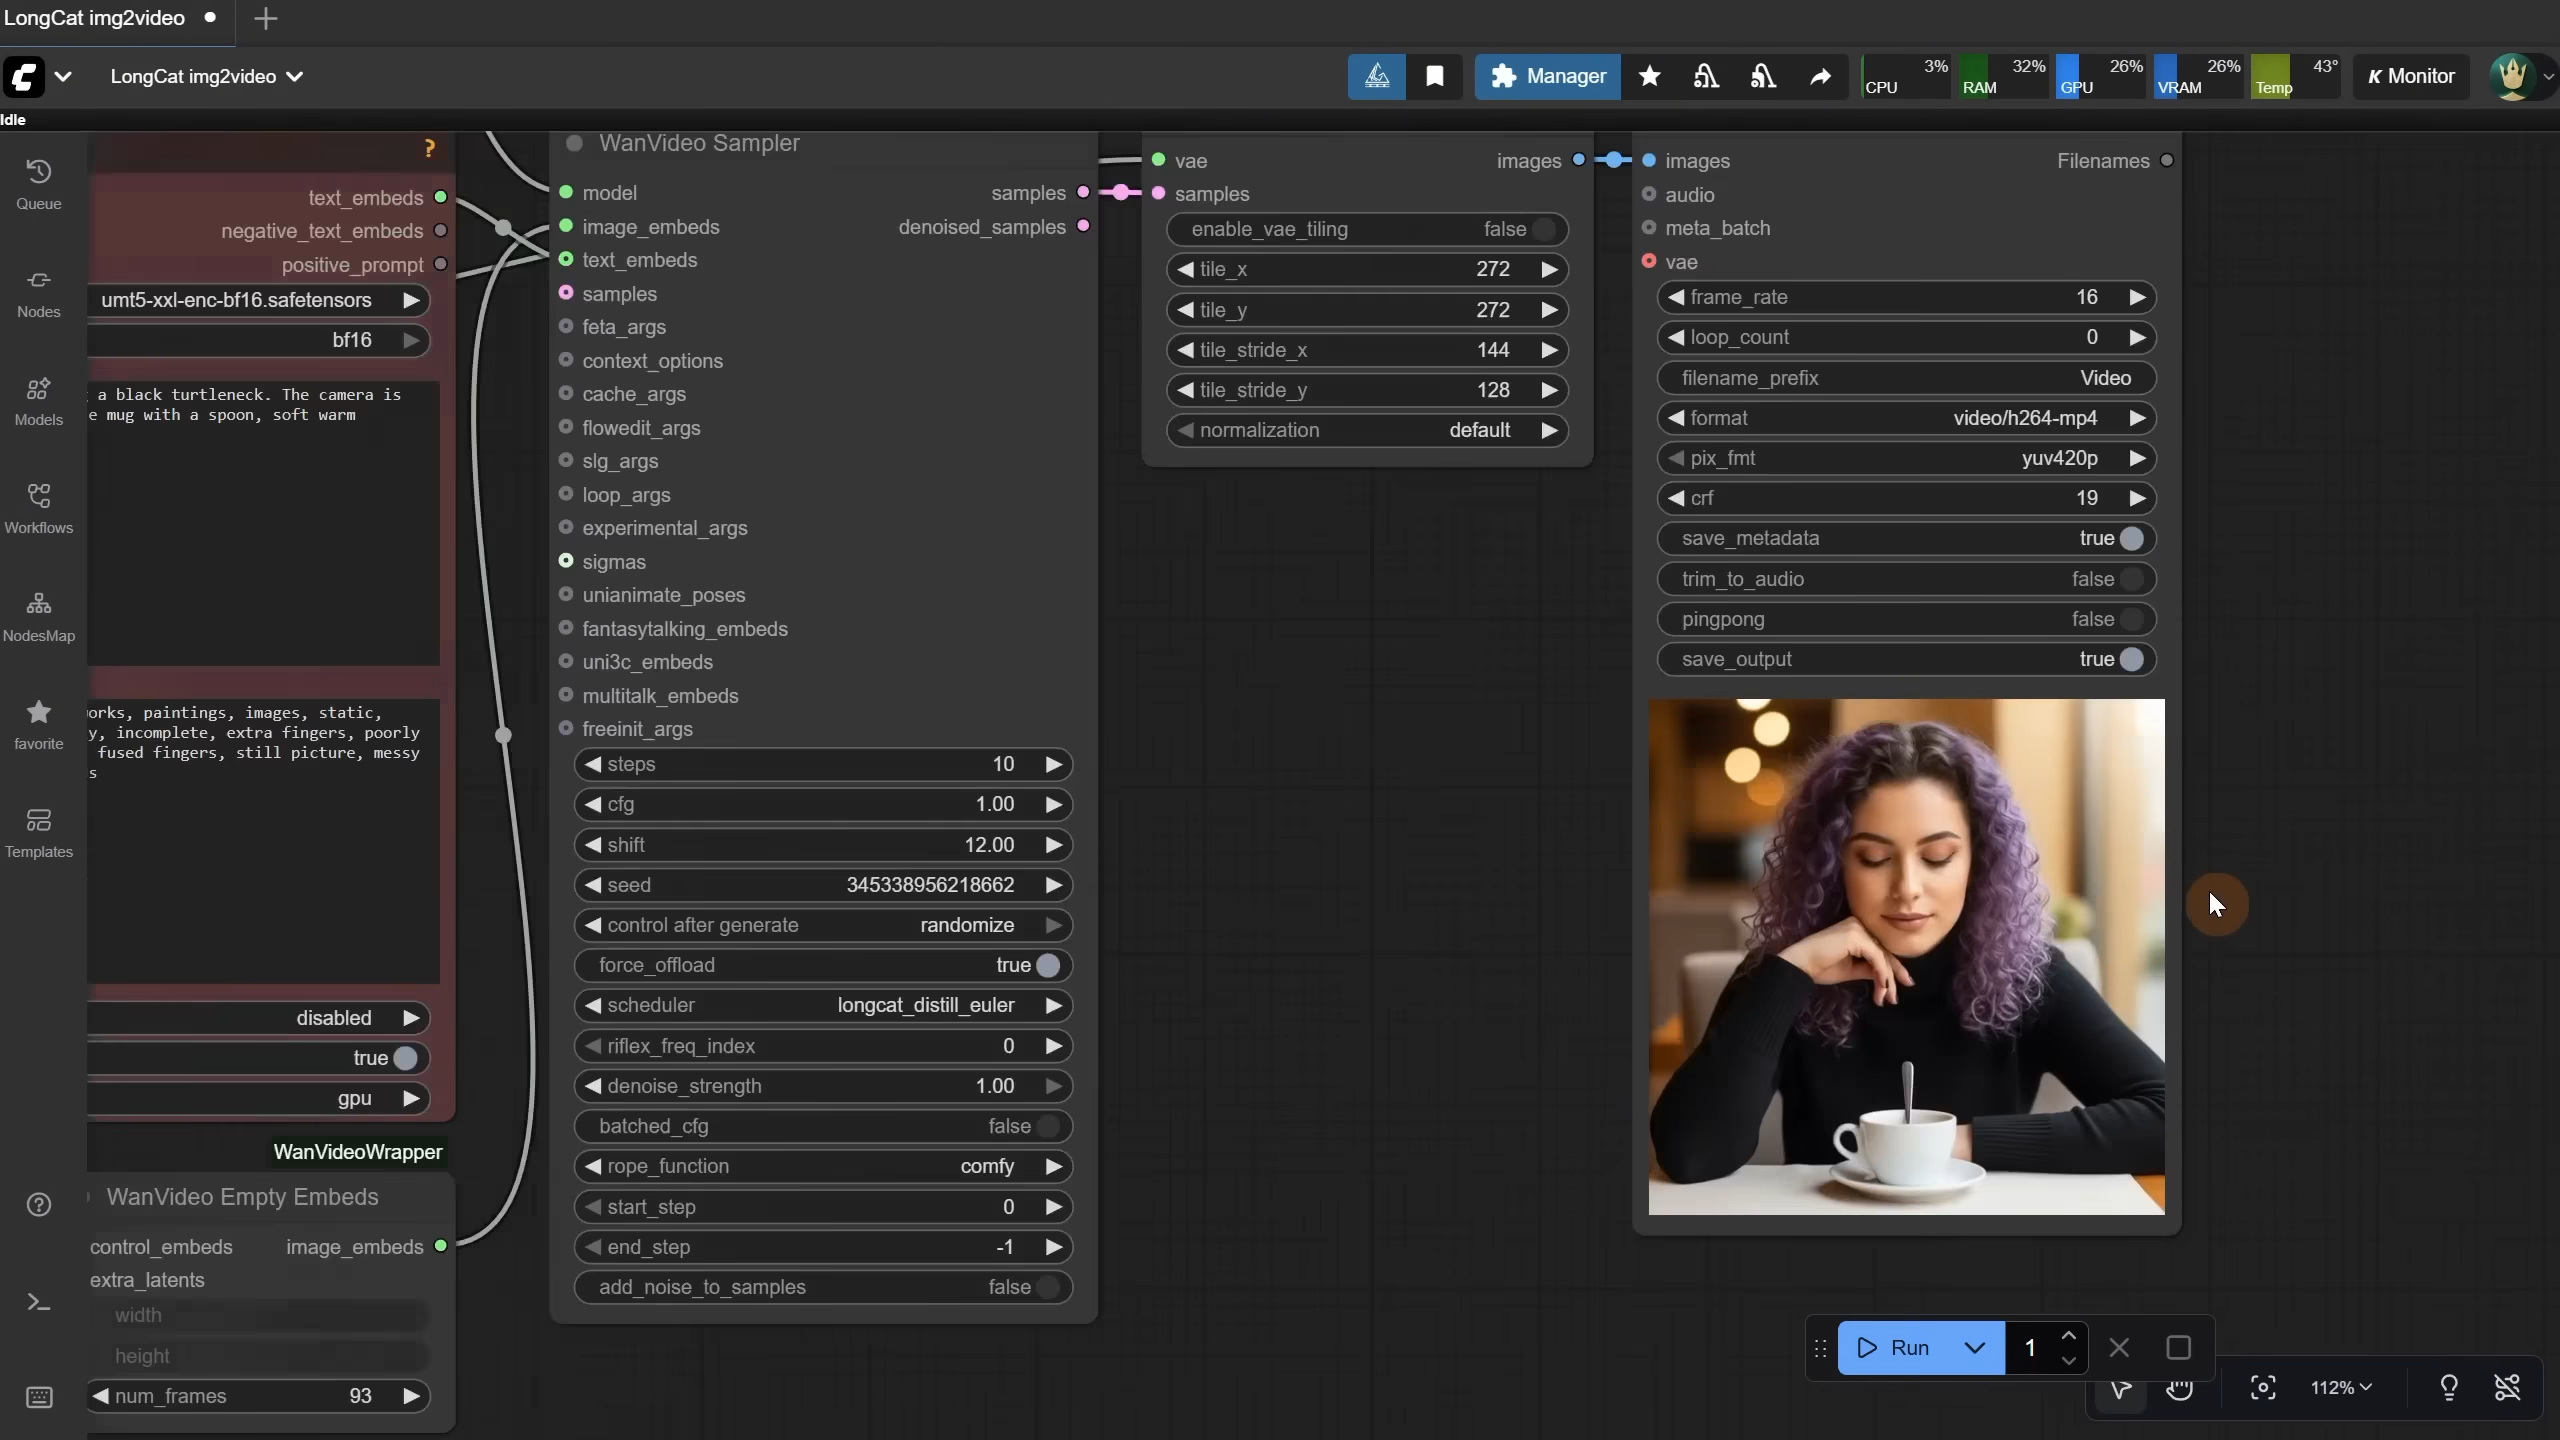 LongCat img2video
LongCat img2video
Manager
CPU 3%
RAM 32%
GPU 26%
VRAM 26%
Temp 43°
K Monitor
Idle
Queue
Nodes
Models
Workflows
NodesMap
favorite
Templates
?
text_embeds
negative_text_embeds
positive_prompt
umt5-xxl-enc-bf16.safetensors
bf16
a black turtleneck. The camera is
e mug with a spoon, soft warm
orks, paintings, images, static,
y, incomplete, extra fingers, poorly
fused fingers, still picture, messy
s
disabled
true
gpu
WanVideoWrapper
WanVideo Empty Embeds
control_embeds image_embeds
extra_latents
width
height
num_frames 93
WanVideo Sampler
model samples
image_embeds denoised_samples
text_embeds
samples
feta_args
context_options
cache_args
flowedit_args
slg_args
loop_args
experimental_args
sigmas
unianimate_poses
fantasytalking_embeds
uni3c_embeds
multitalk_embeds
freeinit_args
steps 10
cfg 1.00
shift 12.00
seed 345338956218662
control after generate randomize
force_offload true
scheduler longcat_distill_euler
riflex_freq_index 0
denoise_strength 1.00
batched_cfg false
rope_function comfy
start_step 0
end_step -1
add_noise_to_samples false
vae images
samples
enable_vae_tiling false
tile_x 272
tile_y 272
tile_stride_x 144
tile_stride_y 128
normalization default
images Filenames
audio
meta_batch
vae
frame_rate 16
loop_count 0
filename_prefix Video
format video/h264-mp4
pix_fmt yuv420p
crf 19
save_metadata true
trim_to_audio false
pingpong false
save_output true
Run 1
112%